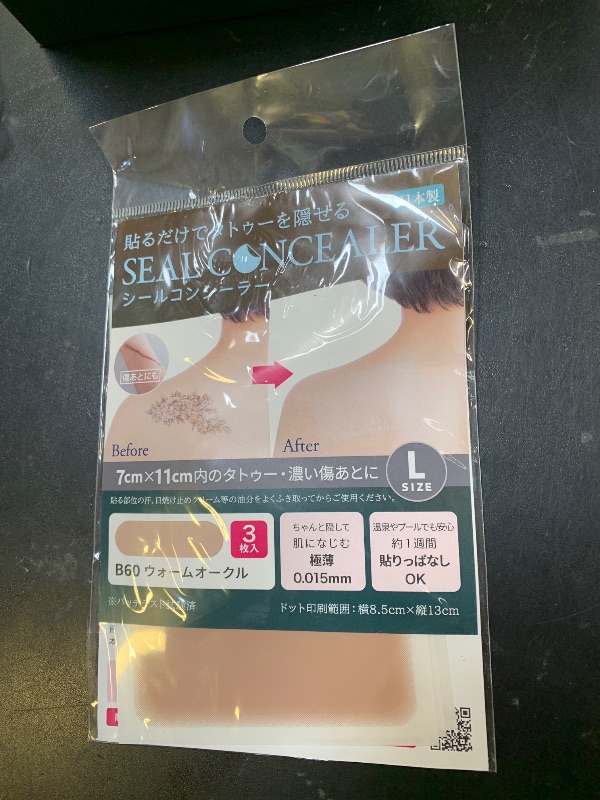 日本製
貼るだけでタトゥーを隠せる
SEAL CONCEALER
シールコンシーラー
傷あとにも
Before
After
7cm×11cm内のタトゥー・濃い傷あとに
L
SIZE
貼る部位の汗、日焼け止めクリーム等の油分をよくふき取ってからご使用ください。
3
枚入
B60 ウォームオークル
ちゃんと隠して
肌になじむ
極薄
0.015mm
温泉やプールでも安心
約1週間
貼りっぱなし
OK
※パッチテスト
済
ドット印刷範囲：横8.5cm×縦13cm